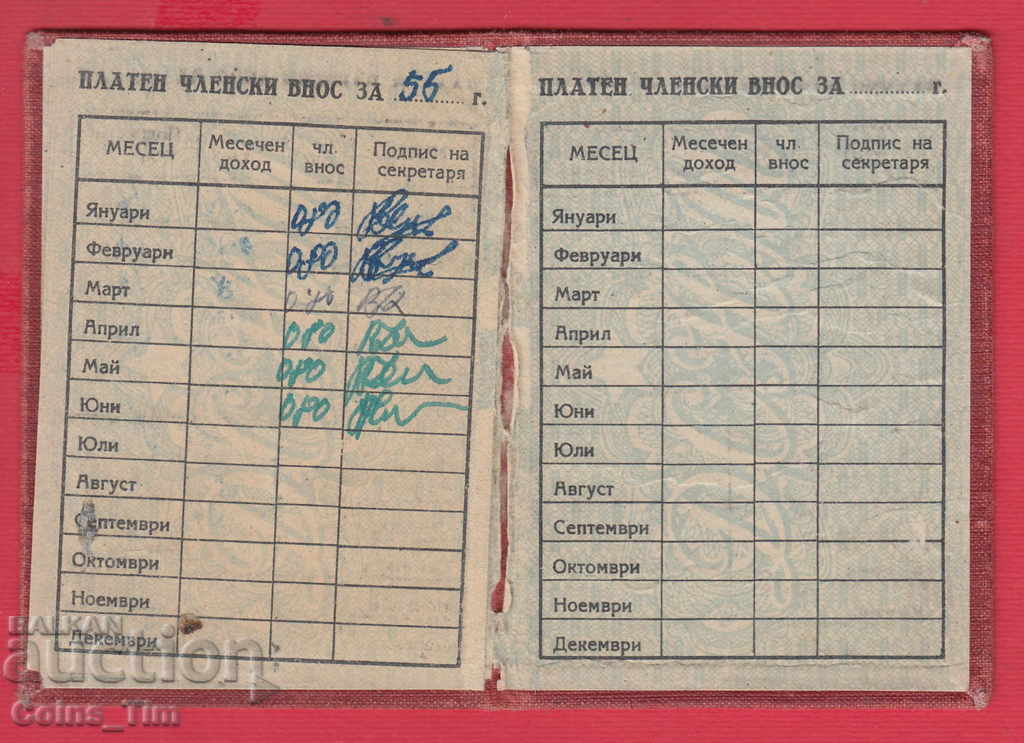 ПЛАТЕН ЧЛЕНСКИ ВНОС ЗА 55 г.
МЕСЕЦ Месечен доход чл. внос Подпис на секретаря
Януари 0,80
Февруари 0,80
Март 0,80
Април 0,80
Май 0,80
Юни 0,80
Юли
Август
Септември
Октомври
Ноември
Декември
ПЛАТЕН ЧЛЕНСКИ ВНОС ЗА г.
МЕСЕЦ Месечен доход чл. внос Подпис на секретаря
Януари
Февруари
Март
Април
Май
Юни
Юли
Август
Септември
Октомври
Ноември
Декември
BALKAN
auction
Coins_Tim